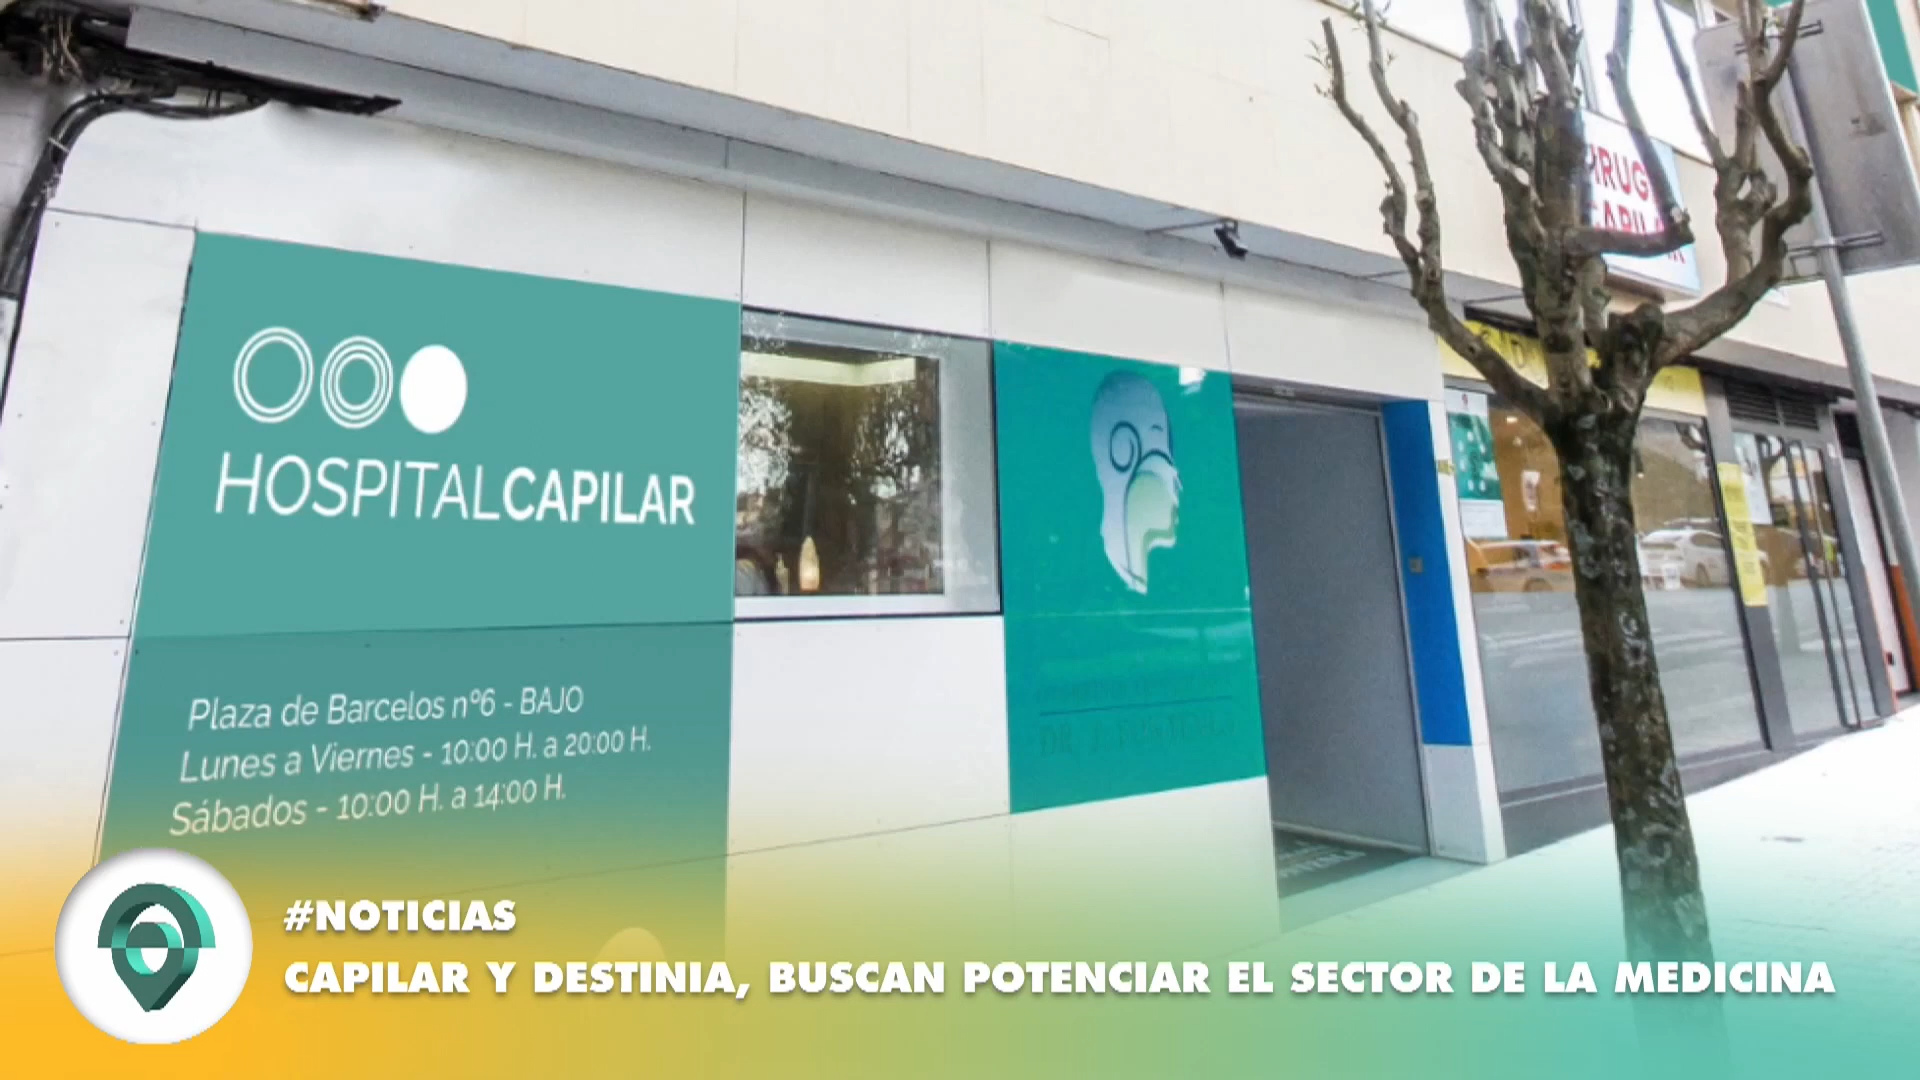 HOSPITALCAPILAR
Plaza de Barcelos nº6 - BAJO
Lunes a Viernes - 10:00 H. a 20:00 H.
Sábados - 10:00 H. a 14:00 H.
#NOTICIAS
CAPILAR Y DESTINIA, BUSCAN POTENCIAR EL SECTOR DE LA MEDICINA